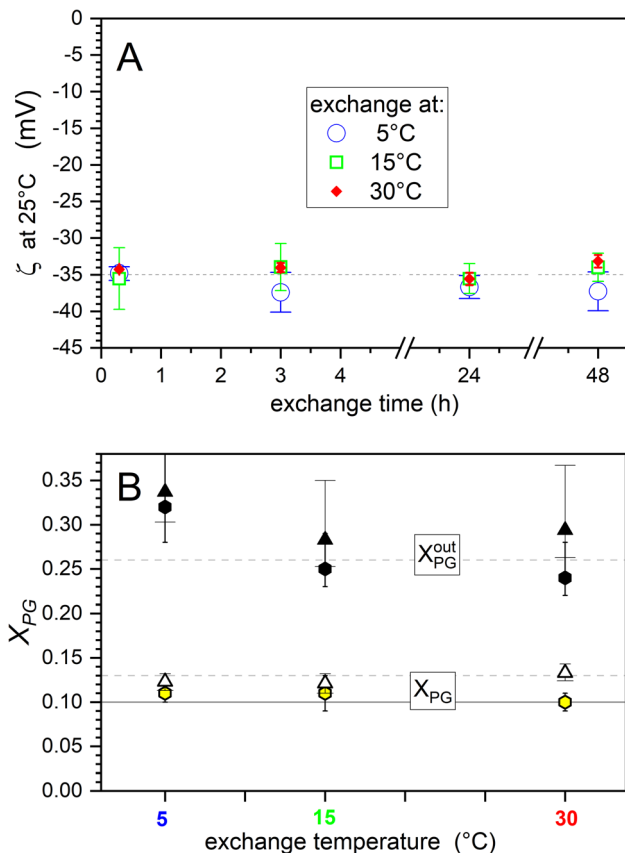 A
0
-5
-10
-15
-20
-25
-30
-35
-40
-45
ζ at 25°C (mV)
exchange at:
5°C
15°C
30°C
0 1 2 3 4 24 48
exchange time (h)
B
0.35
0.30
0.25
0.20
0.15
0.10
0.05
0.00
X_PG
X_PG^out
X_PG
5 15 30
exchange temperature (°C)